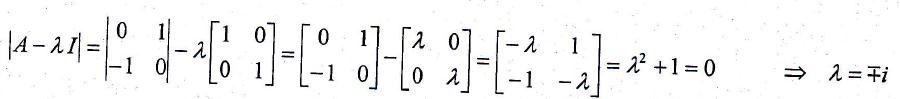 |A − λI| = |0 1; −1 0| − λ[1 0; 0 1] = [0 1; −1 0] − [λ 0; 0 λ] = [−λ 1; −1 −λ] = λ² + 1 = 0 ⇒ λ = ∓i